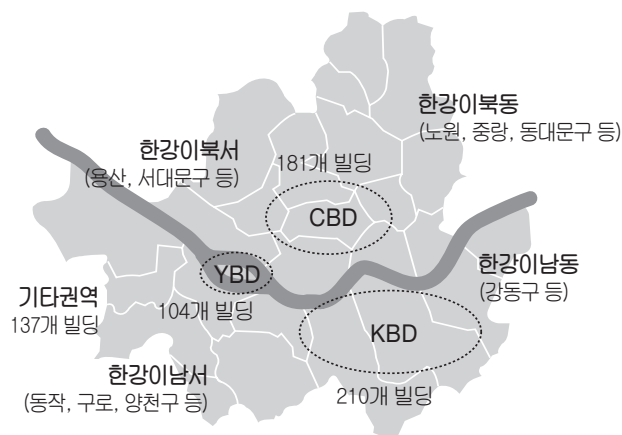 한강이북동
(노원, 중랑, 동대문구 등)
한강이북서
(용산, 서대문구 등)
181개 빌딩
CBD
YBD
104개 빌딩
한강이남동
(강동구 등)
기타권역
137개 빌딩
KBD
210개 빌딩
한강이남서
(동작, 구로, 양천구 등)